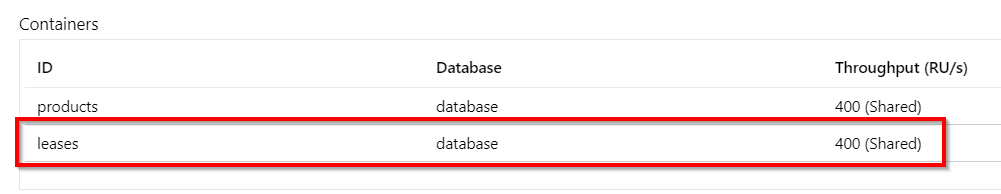 Containers
ID Database Throughput (RU/s)
products database 400 (Shared)
leases database 400 (Shared)